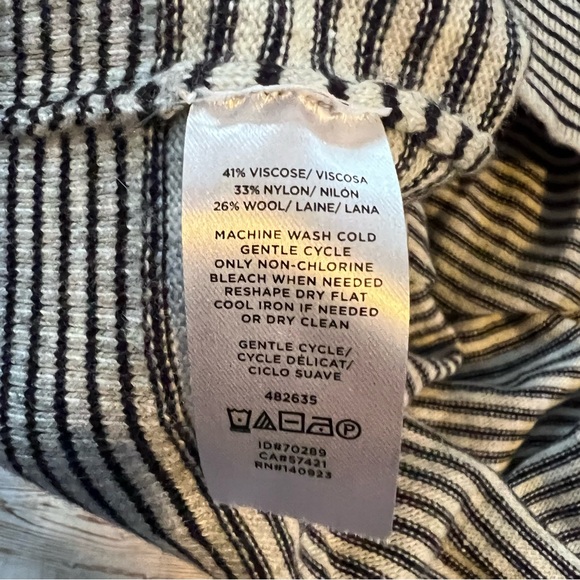 41% VISCOSE/ VISCOSA
33% NYLON/ NILÓN
26% WOOL/ LAINE/ LANA
MACHINE WASH COLD
GENTLE CYCLE
ONLY NON-CHLORINE
BLEACH WHEN NEEDED
RESHAPE DRY FLAT
COOL IRON IF NEEDED
OR DRY CLEAN
GENTLE CYCLE/
CYCLE DÉLICAT/
CICLO SUAVE
482635
ID#70289
CA#57421
RN#140923